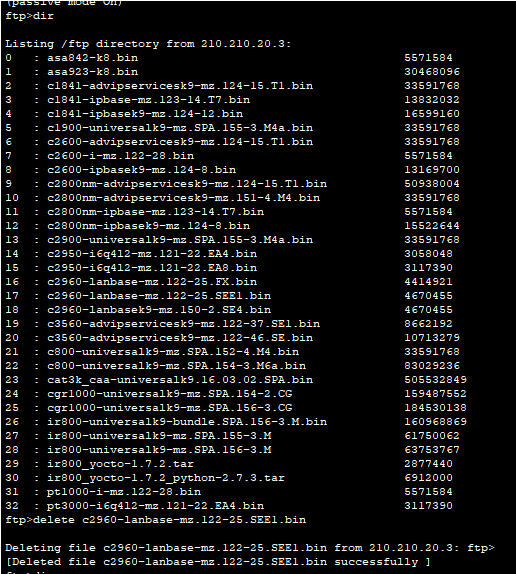 (passive mode On)
ftp>dir
Listing /ftp directory from 210.210.20.3:
0 : asa842-k8.bin 5571584
1 : asa923-k8.bin 30468096
2 : c1841-advipservicesk9-mz.124-15.T1.bin 33591768
3 : c1841-ipbase-mz.123-14.T7.bin 13832032
4 : c1841-ipbasek9-mz.124-12.bin 16599160
5 : c1900-universalk9-mz.SPA.155-3.M4a.bin 33591768
6 : c2600-advipservicesk9-mz.124-15.T1.bin 33591768
7 : c2600-i-mz.122-28.bin 5571584
8 : c2600-ipbasek9-mz.124-8.bin 13169700
9 : c2800nm-advipservicesk9-mz.124-15.T1.bin 50938004
10 : c2800nm-advipservicesk9-mz.151-4.M4.bin 33591768
11 : c2800nm-ipbase-mz.123-14.T7.bin 5571584
12 : c2800nm-ipbasek9-mz.124-8.bin 15522644
13 : c2900-universalk9-mz.SPA.155-3.M4a.bin 33591768
14 : c2950-i6q4l2-mz.121-22.EA4.bin 3058048
15 : c2950-i6q4l2-mz.121-22.EA8.bin 3117390
16 : c2960-lanbase-mz.122-25.FX.bin 4414921
17 : c2960-lanbase-mz.122-25.SEE1.bin 4670455
18 : c2960-lanbasek9-mz.150-2.SE4.bin 4670455
19 : c3560-advipservicesk9-mz.122-37.SE1.bin 8662192
20 : c3560-advipservicesk9-mz.122-46.SE.bin 10713279
21 : c800-universalk9-mz.SPA.152-4.M4.bin 33591768
22 : c800-universalk9-mz.SPA.154-3.M6a.bin 83029236
23 : cat3k_caa-universalk9.16.03.02.SPA.bin 505532849
24 : cgr1000-universalk9-mz.SPA.154-2.CG 159487552
25 : cgr1000-universalk9-mz.SPA.156-3.CG 184530138
26 : ir800-universalk9-bundle.SPA.156-3.M.bin 160968869
27 : ir800-universalk9-mz.SPA.155-3.M 61750062
28 : ir800-universalk9-mz.SPA.156-3.M 63753767
29 : ir800_yocto-1.7.2.tar 2877440
30 : ir800_yocto-1.7.2_python-2.7.3.tar 6912000
31 : pt1000-i-mz.122-28.bin 5571584
32 : pt3000-i6q4l2-mz.121-22.EA4.bin 3117390
ftp>delete c2960-lanbase-mz.122-25.SEE1.bin
Deleting file c2960-lanbase-mz.122-25.SEE1.bin from 210.210.20.3: ftp>
[Deleted file c2960-lanbase-mz.122-25.SEE1.bin successfully ]